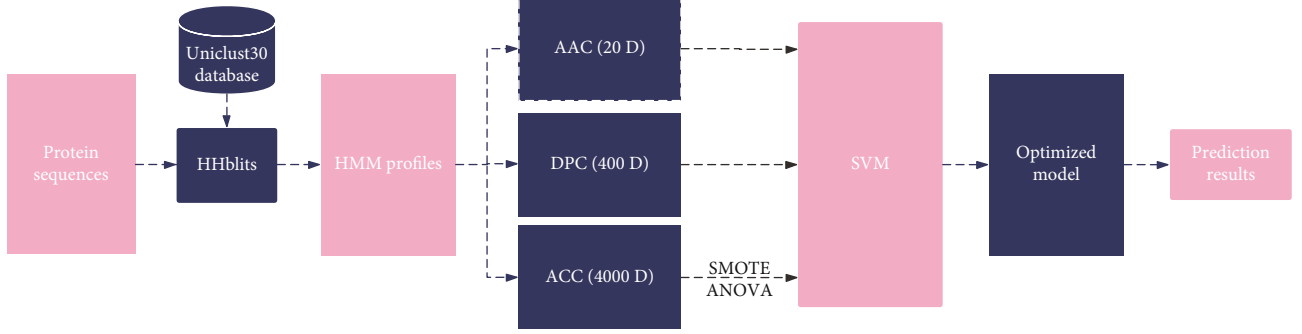 Uniclust30
database
Protein
sequences
HHblits
HMM profiles
AAC (20 D)
DPC (400 D)
ACC (4000 D)
SMOTE
ANOVA
SVM
Optimized
model
Prediction
results